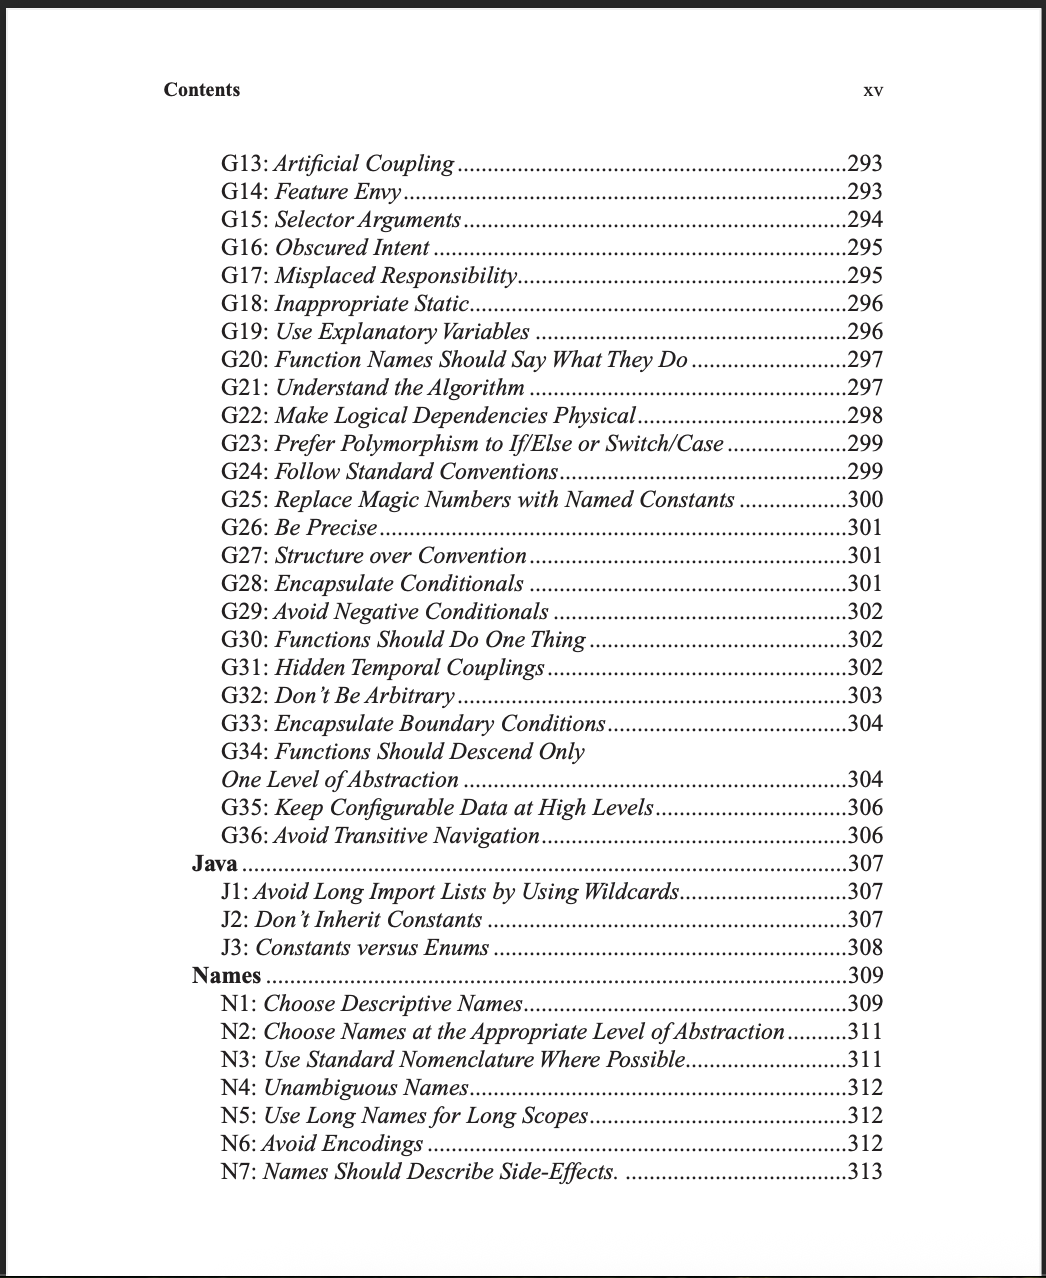 Contents xv
G13: Artificial Coupling ................................................................293
G14: Feature Envy.........................................................................293
G15: Selector Arguments...............................................................294
G16: Obscured Intent ....................................................................295
G17: Misplaced Responsibility......................................................295
G18: Inappropriate Static..............................................................296
G19: Use Explanatory Variables ...................................................296
G20: Function Names Should Say What They Do .........................297
G21: Understand the Algorithm ....................................................297
G22: Make Logical Dependencies Physical..................................298
G23: Prefer Polymorphism to If/Else or Switch/Case ...................299
G24: Follow Standard Conventions...............................................299
G25: Replace Magic Numbers with Named Constants .................300
G26: Be Precise.............................................................................301
G27: Structure over Convention....................................................301
G28: Encapsulate Conditionals ....................................................301
G29: Avoid Negative Conditionals ................................................302
G30: Functions Should Do One Thing ..........................................302
G31: Hidden Temporal Couplings.................................................302
G32: Don’t Be Arbitrary................................................................303
G33: Encapsulate Boundary Conditions.......................................304
G34: Functions Should Descend Only
One Level of Abstraction ...............................................................304
G35: Keep Configurable Data at High Levels...............................306
G36: Avoid Transitive Navigation..................................................306
Java ...................................................................................................307
J1: Avoid Long Import Lists by Using Wildcards...........................307
J2: Don’t Inherit Constants ...........................................................307
J3: Constants versus Enums ..........................................................308
Names ................................................................................................309
N1: Choose Descriptive Names......................................................309
N2: Choose Names at the Appropriate Level of Abstraction..........311
N3: Use Standard Nomenclature Where Possible..........................311
N4: Unambiguous Names...............................................................312
N5: Use Long Names for Long Scopes...........................................312
N6: Avoid Encodings ......................................................................312
N7: Names Should Describe Side-Effects. .....................................313